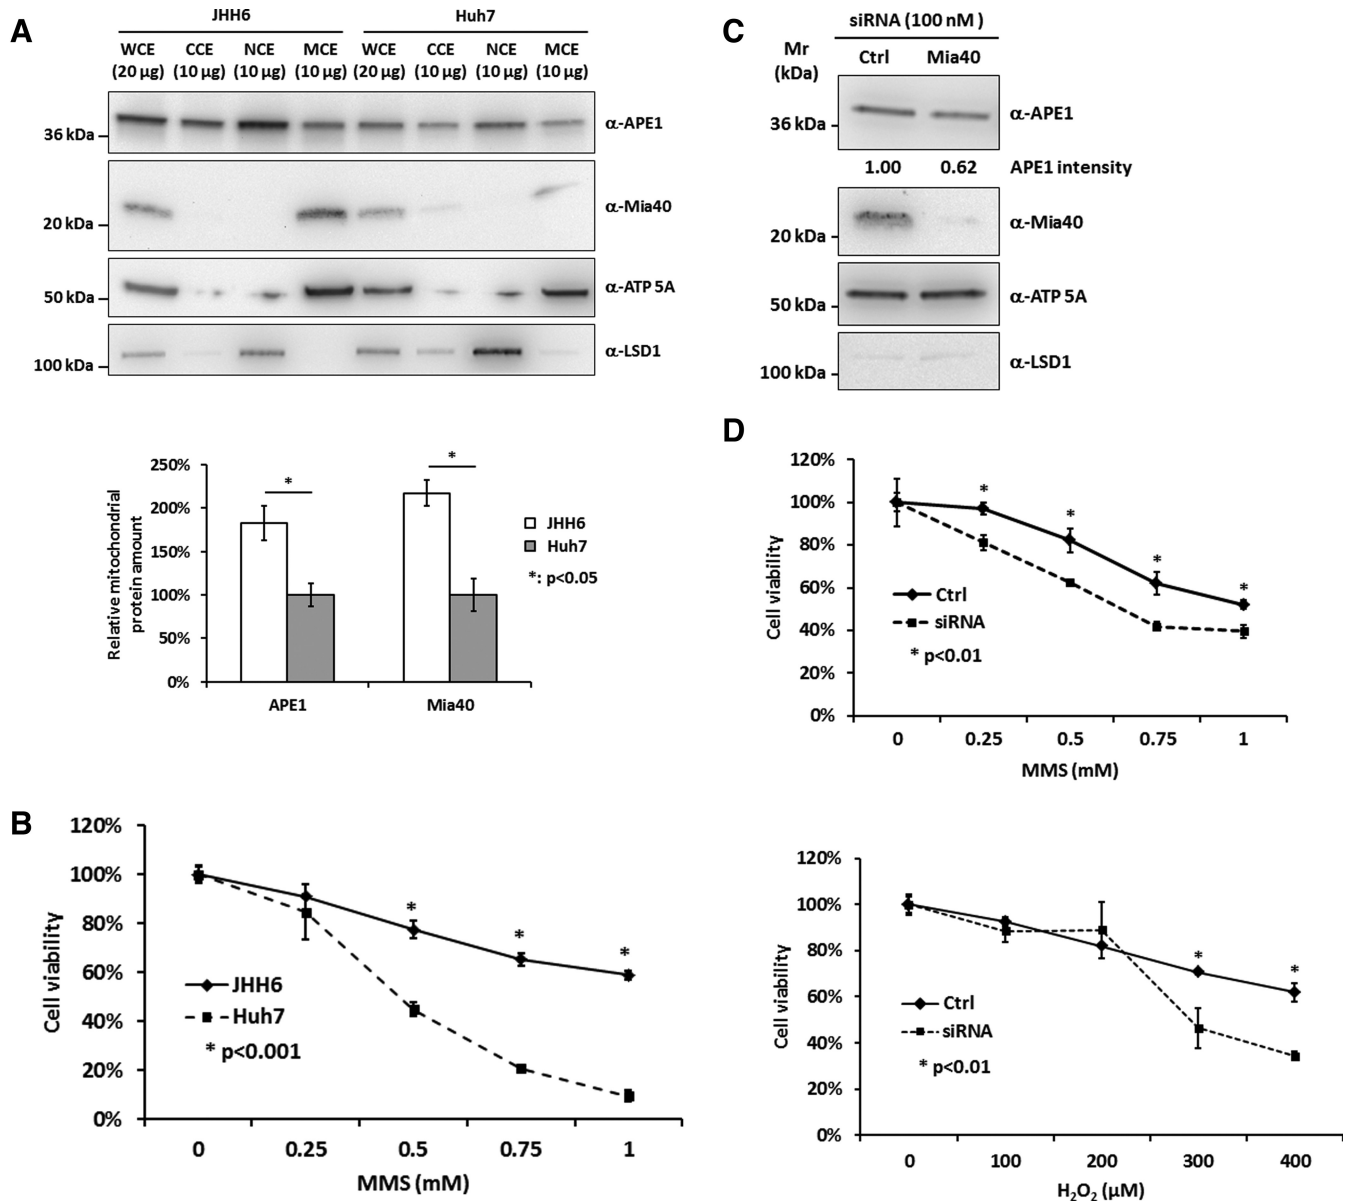 A
JHH6 Huh7
WCE CCE NCE MCE WCE CCE NCE MCE
(20 µg) (10 µg) (10 µg) (10 µg) (20 µg) (10 µg) (10 µg) (10 µg)
36 kDa α-APE1
20 kDa α-Mia40
50 kDa α-ATP 5A
100 kDa α-LSD1
Relative mitochondrial
protein amount
250%
200%
150%
100%
50%
0%
* *
JHH6
Huh7
*: p<0.05
APE1 Mia40
B
Cell viability
120%
100%
80%
60%
40%
20%
0%
* * *
JHH6
Huh7
* p<0.001
0 0.25 0.5 0.75 1
MMS (mM)
C
siRNA (100 nM )
Mr
(kDa)
Ctrl Mia40
36 kDa α-APE1
1.00 0.62 APE1 intensity
20 kDa α-Mia40
50 kDa α-ATP 5A
100 kDa α-LSD1
D
Cell viability
120%
100%
80%
60%
40%
20%
0%
* * * *
Ctrl
siRNA
* p<0.01
0 0.25 0.5 0.75 1
MMS (mM)
Cell viability
120%
100%
80%
60%
40%
20%
0%
* *
Ctrl
siRNA
* p<0.01
0 100 200 300 400
H₂O₂ (µM)